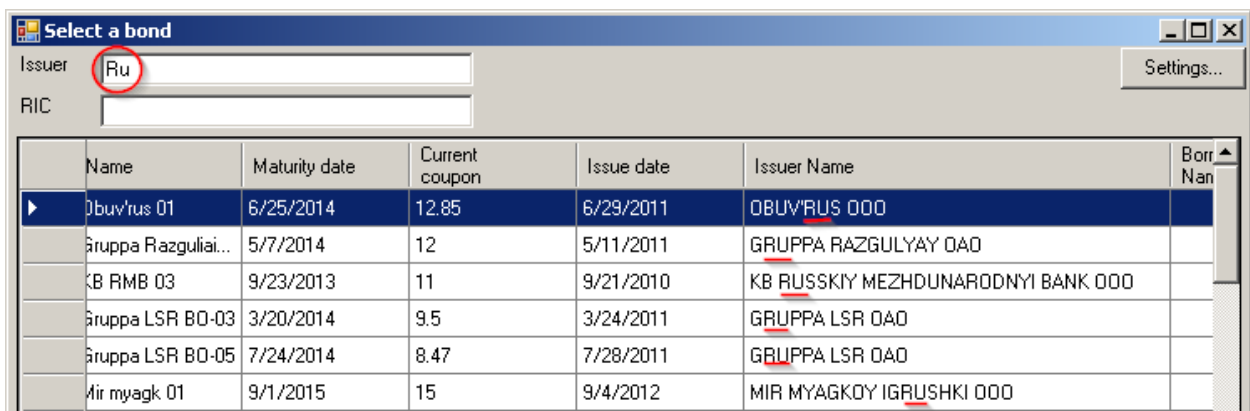 Select a bond
Issuer Ru Settings...
RIC
Name Maturity date Current coupon Issue date Issuer Name Borr Nan
Obuv'rus 01 6/25/2014 12.85 6/29/2011 OBUV'RUS OOO
Gruppa Razguliai... 5/7/2014 12 5/11/2011 GRUPPA RAZGULYAY OAO
KB RMB 03 9/23/2013 11 9/21/2010 KB RUSSKIY MEZHDUNARODNYI BANK OOO
Gruppa LSR BO-03 3/20/2014 9.5 3/24/2011 GRUPPA LSR OAO
Gruppa LSR BO-05 7/24/2014 8.47 7/28/2011 GRUPPA LSR OAO
Mir myagk 01 9/1/2015 15 9/4/2012 MIR MYAGKOY IGRUSHKI OOO